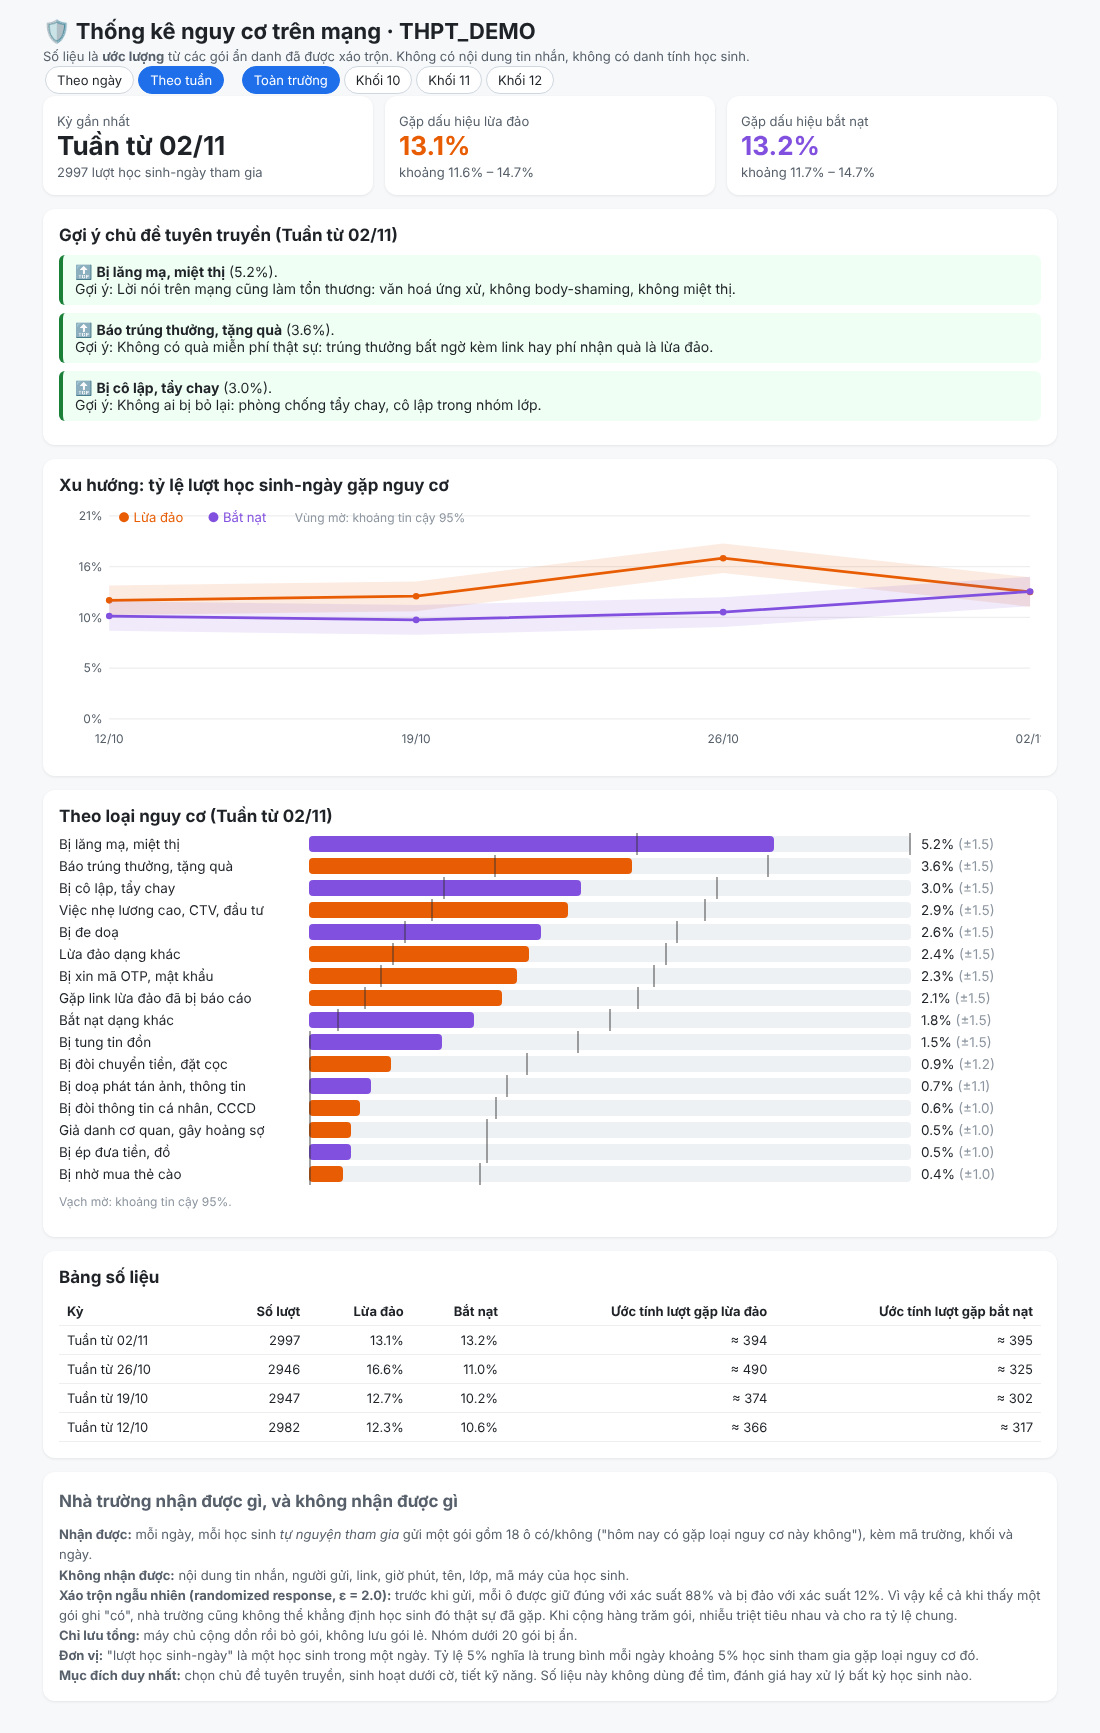 🛡️ Thống kê nguy cơ trên mạng · THPT_DEMO
Số liệu là ước lượng từ các gói ẩn danh đã được xáo trộn. Không có nội dung tin nhắn, không có danh tính học sinh.
Theo ngày Theo tuần Toàn trường Khối 10 Khối 11 Khối 12
Kỳ gần nhất
Tuần từ 02/11
2997 lượt học sinh-ngày tham gia
Gặp dấu hiệu lừa đảo
13.1%
khoảng 11.6% – 14.7%
Gặp dấu hiệu bắt nạt
13.2%
khoảng 11.7% – 14.7%
Gợi ý chủ đề tuyên truyền (Tuần từ 02/11)
🔝 Bị lăng mạ, miệt thị (5.2%).
Gợi ý: Lời nói trên mạng cũng làm tổn thương: văn hoá ứng xử, không body-shaming, không miệt thị.
🔝 Báo trúng thưởng, tặng quà (3.6%).
Gợi ý: Không có quà miễn phí thật sự: trúng thưởng bất ngờ kèm link hay phí nhận quà là lừa đảo.
🔝 Bị cô lập, tẩy chay (3.0%).
Gợi ý: Không ai bị bỏ lại: phòng chống tẩy chay, cô lập trong nhóm lớp.
Xu hướng: tỷ lệ lượt học sinh-ngày gặp nguy cơ
21% Lừa đảo Bắt nạt Vùng mờ: khoảng tin cậy 95%
16%
10%
5%
0%
12/10 19/10 26/10 02/1
Theo loại nguy cơ (Tuần từ 02/11)
Bị lăng mạ, miệt thị 5.2% (±1.5)
Báo trúng thưởng, tặng quà 3.6% (±1.5)
Bị cô lập, tẩy chay 3.0% (±1.5)
Việc nhẹ lương cao, CTV, đầu tư 2.9% (±1.5)
Bị đe doạ 2.6% (±1.5)
Lừa đảo dạng khác 2.4% (±1.5)
Bị xin mã OTP, mật khẩu 2.3% (±1.5)
Gặp link lừa đảo đã bị báo cáo 2.1% (±1.5)
Bắt nạt dạng khác 1.8% (±1.5)
Bị tung tin đồn 1.5% (±1.5)
Bị đòi chuyển tiền, đặt cọc 0.9% (±1.2)
Bị doạ phát tán ảnh, thông tin 0.7% (±1.1)
Bị đòi thông tin cá nhân, CCCD 0.6% (±1.0)
Giả danh cơ quan, gây hoảng sợ 0.5% (±1.0)
Bị ép đưa tiền, đồ 0.5% (±1.0)
Bị nhờ mua thẻ cào 0.4% (±1.0)
Vạch mờ: khoảng tin cậy 95%.
Bảng số liệu
Kỳ Số lượt Lừa đảo Bắt nạt Ước tính lượt gặp lừa đảo Ước tính lượt gặp bắt nạt
Tuần từ 02/11 2997 13.1% 13.2% ≈ 394 ≈ 395
Tuần từ 26/10 2946 16.6% 11.0% ≈ 490 ≈ 325
Tuần từ 19/10 2947 12.7% 10.2% ≈ 374 ≈ 302
Tuần từ 12/10 2982 12.3% 10.6% ≈ 366 ≈ 317
Nhà trường nhận được gì, và không nhận được gì
Nhận được: mỗi ngày, mỗi học sinh tự nguyện tham gia gửi một gói gồm 18 ô có/không ("hôm nay có gặp loại nguy cơ này không"), kèm mã trường, khối và
ngày.
Không nhận được: nội dung tin nhắn, người gửi, link, giờ phút, tên, lớp, mã máy của học sinh.
Xáo trộn ngẫu nhiên (randomized response, ε = 2.0): trước khi gửi, mỗi ô được giữ đúng với xác suất 88% và bị đảo với xác suất 12%. Vì vậy kể cả khi thấy một
gói ghi "có", nhà trường cũng không thể khẳng định học sinh đó thật sự đã gặp. Khi cộng hàng trăm gói, nhiễu triệt tiêu nhau và cho ra tỷ lệ chung.
Chỉ lưu tổng: máy chủ cộng dồn rồi bỏ gói, không lưu gói lẻ. Nhóm dưới 20 gói bị ẩn.
Đơn vị: "lượt học sinh-ngày" là một học sinh trong một ngày. Tỷ lệ 5% nghĩa là trung bình mỗi ngày khoảng 5% học sinh tham gia gặp loại nguy cơ đó.
Mục đích duy nhất: chọn chủ đề tuyên truyền, sinh hoạt dưới cờ, tiết kỹ năng. Số liệu này không dùng để tìm, đánh giá hay xử lý bất kỳ học sinh nào.